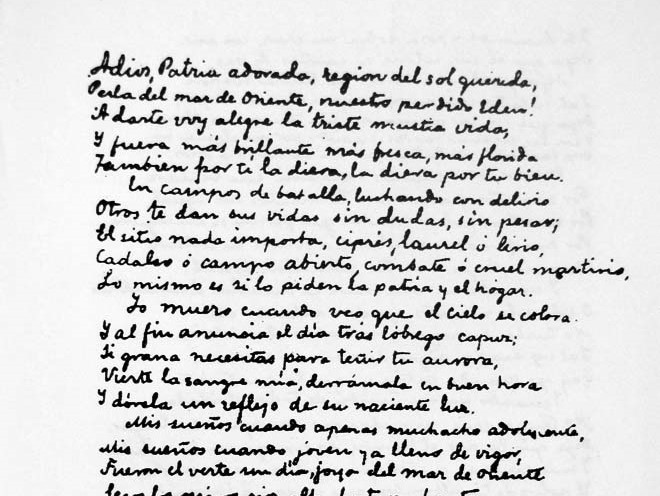 Adios, Patria adorada, region del sol querida,
Perla del mar de Oriente, nuestro perdido Eden!
A darte voy alegre la triste mustia vida,
Y fuera más brillante más fresca, más florida
Tambien por tí la diera, la diera por tu bien.
En campos de batalla, luchando con delirio
Otros te dan sus vidas sin dudas, sin pesar;
El sitio nada importa, ciprés, laurel ó lirio,
Cadalso ó campo abierto, combate ó cruel martirio,
Lo mismo es si lo piden la patria y el hogar.
Yo muero cuando veo que el cielo se colora
Y al fin anuncia el día trás lóbrego capuz;
Si grana necesitas para teñir tu aurora,
Vierte la sangre mía, derrámala en buen hora
Y dórela un reflejo de su naciente luz.
Mis sueños cuando apenas muchacho adolescente,
Mis sueños cuando joven ya lleno de vigor,
Fueron el verte un día, joya del mar de oriente